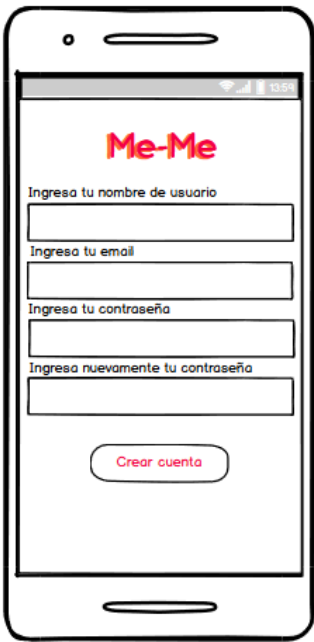 13:59
Me-Me
Ingresa tu nombre de usuario
Ingresa tu email
Ingresa tu contraseña
Ingresa nuevamente tu contraseña
Crear cuenta